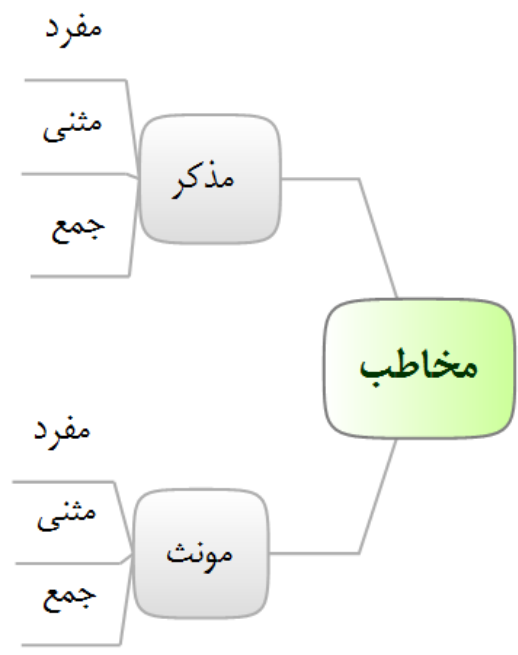 مخاطب
مذکر
مفرد
مثنی
جمع
مونث
مفرد
مثنی
جمع